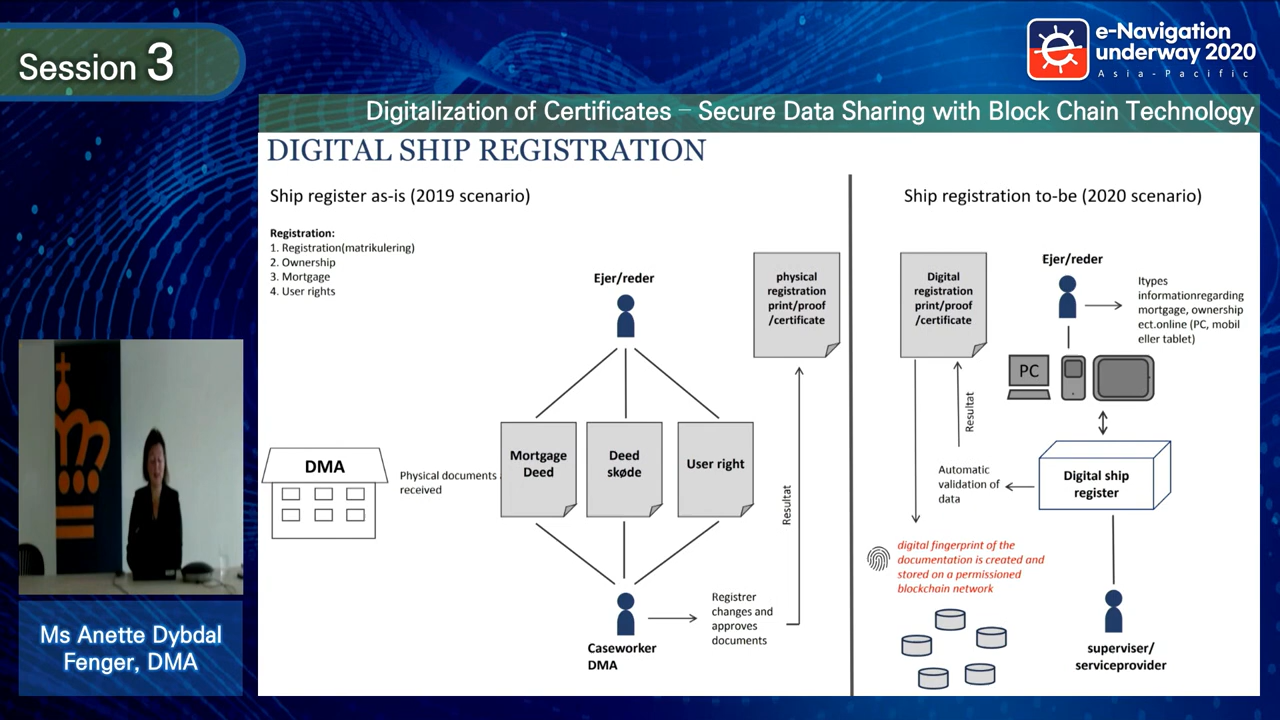 Session 3
e-Navigation
underway 2020
Asia-Pacific
Digitalization of Certificates – Secure Data Sharing with Block Chain Technology
DIGITAL SHIP REGISTRATION
Ship register as-is (2019 scenario)
Registration:
1. Registration(matrikulering)
2. Ownership
3. Mortgage
4. User rights
Ejer/reder
physical
registration
print/proof
/certificate
DMA
Physical documents
received
Mortgage
Deed
Deed
skøde
User right
Resultat
Caseworker
DMA
Registrer
changes and
approves
documents
Ship registration to-be (2020 scenario)
Digital
registration
print/proof
/certificate
Ejer/reder
Itypes
informationregarding
mortgage, ownership
ect.online (PC, mobil
eller tablet)
PC
Resultat
Automatic
validation of
data
Digital ship
register
digital fingerprint of the
documentation is created and
stored on a permissioned
blockchain network
superviser/
serviceprovider
Ms Anette Dybdal
Fenger, DMA